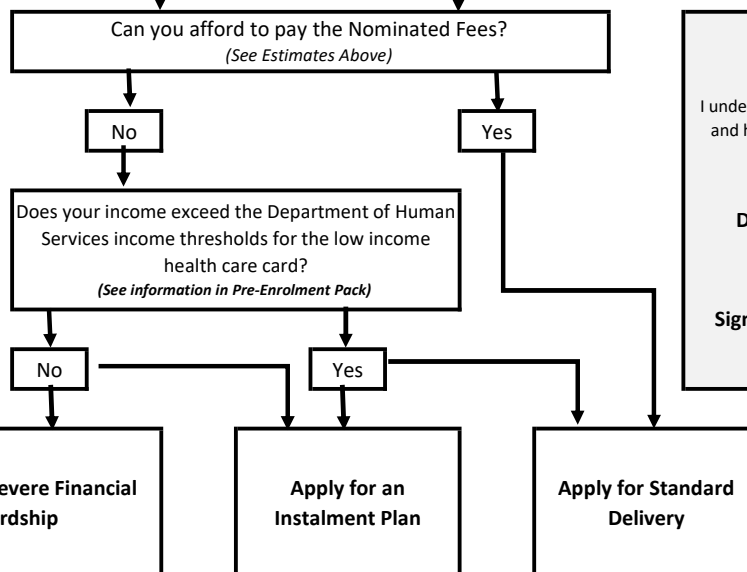 Can you afford to pay the Nominated Fees?
(See Estimates Above)
No
Yes
I unde
and h
Does your income exceed the Department of Human
Services income thresholds for the low income
health care card?
(See information in Pre-Enrolment Pack)
D
Sign
No
Yes
evere Financial
rdship
Apply for an
Instalment Plan
Apply for Standard
Delivery